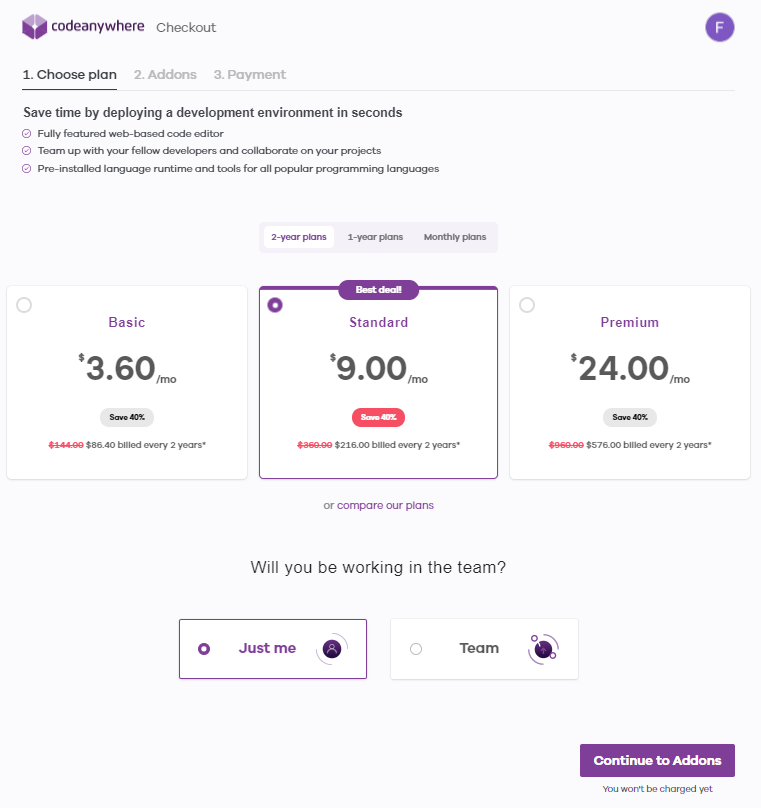 codeanywhere Checkout F
1. Choose plan 2. Addons 3. Payment
Save time by deploying a development environment in seconds
Fully featured web-based code editor
Team up with your fellow developers and collaborate on your projects
Pre-installed language runtime and tools for all popular programming languages
2-year plans 1-year plans Monthly plans
Best deal!
Basic
$3.60/mo
Save 40%
$144.00 $86.40 billed every 2 years*
Standard
$9.00/mo
Save 40%
$360.00 $216.00 billed every 2 years*
Premium
$24.00/mo
Save 40%
$960.00 $576.00 billed every 2 years*
or compare our plans
Will you be working in the team?
Just me
Team
Continue to Addons
You won't be charged yet